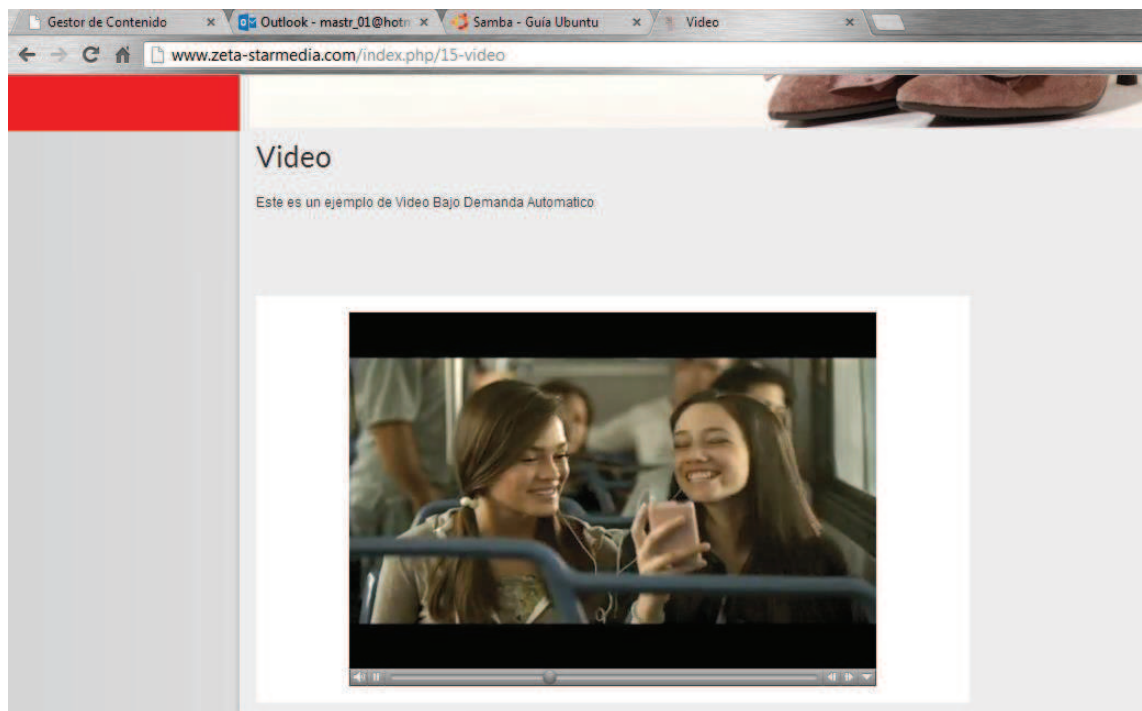 Gestor de Contenido
Outlook - mastr_01@hotn
Samba - Guía Ubuntu
Video
www.zeta-starmedia.com/index.php/15-video
Video
Este es un ejemplo de Video Bajo Demanda Automatico